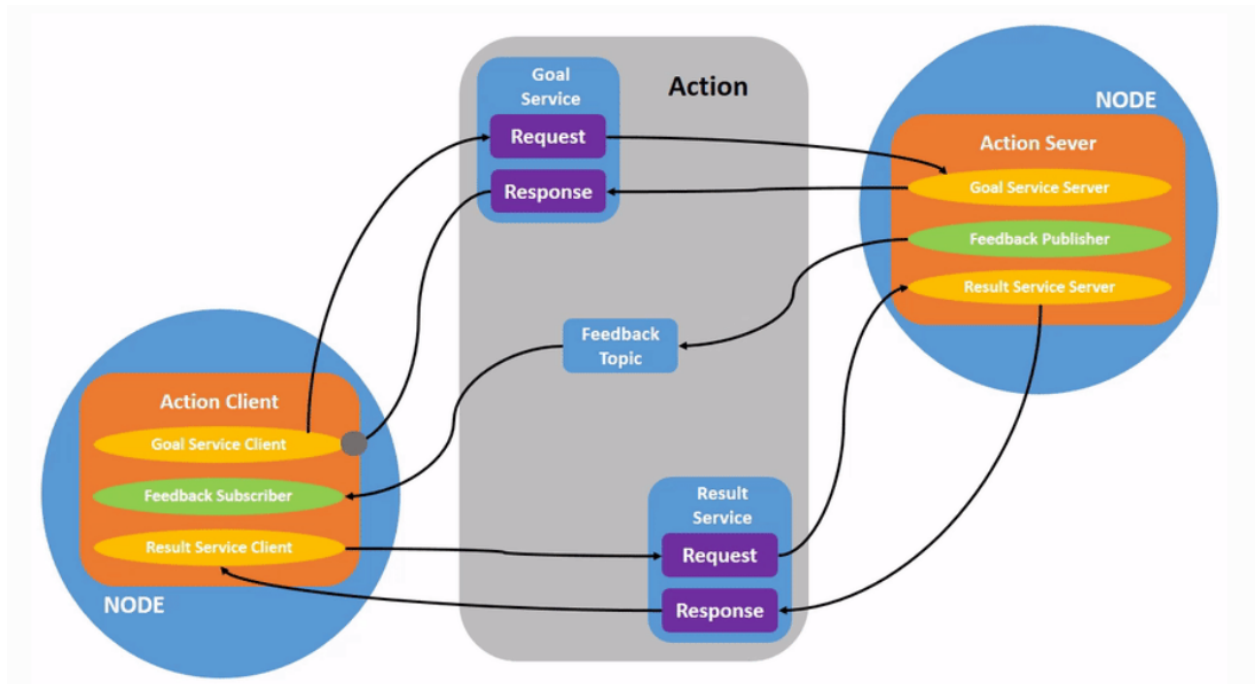 Goal
Service
Action
Request
Response
NODE
Action Sever
Goal Service Server
Feedback Publisher
Result Service Server
Feedback
Topic
Action Client
Goal Service Client
Feedback Subscriber
Result Service Client
NODE
Result
Service
Request
Response